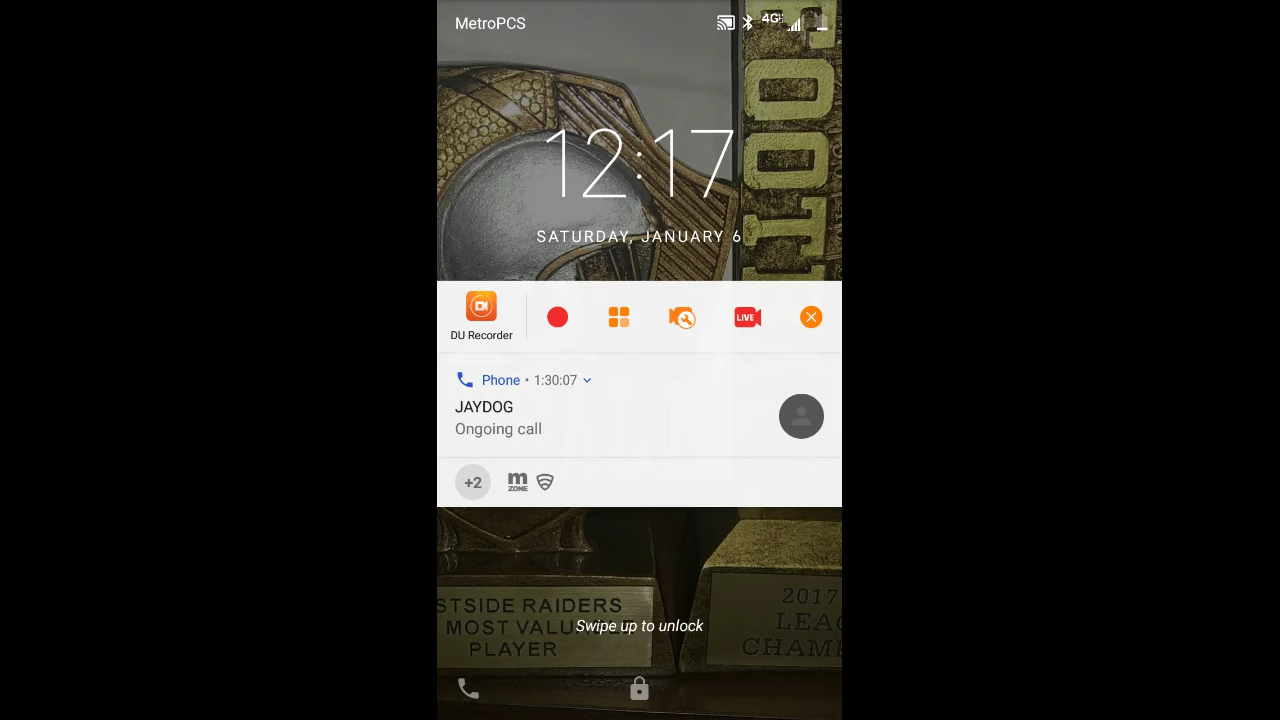 MetroPCS
4G
FOOT
12:17
SATURDAY, JANUARY 6
DU Recorder
LIVE
Phone • 1:30:07
JAYDOG
Ongoing call
+2
m
ZONE
STSIDE RAIDERS
MOST VALU
PLAYER
2017
LEAG
CHAM
Swipe up to unlock